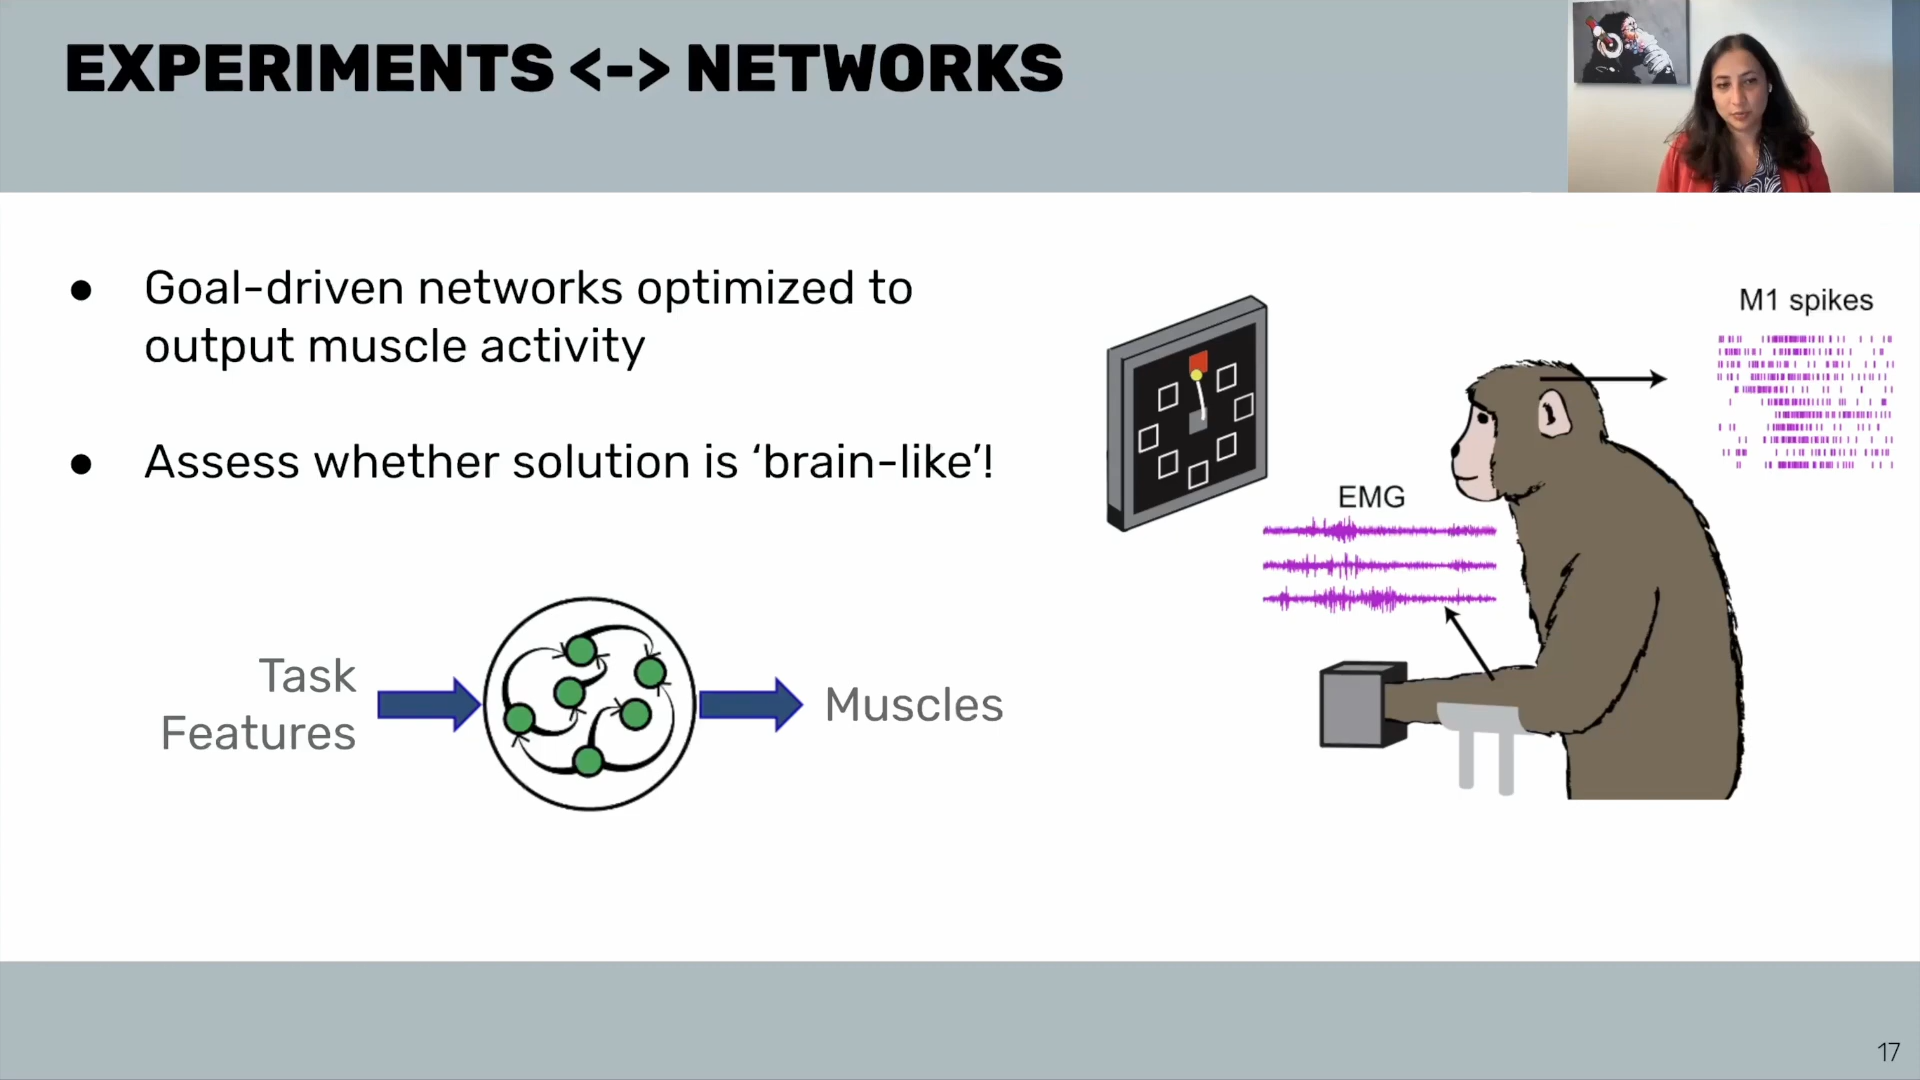 EXPERIMENTS <-> NETWORKS
● Goal-driven networks optimized to
output muscle activity
● Assess whether solution is ‘brain-like’!
Task
Features
Muscles
M1 spikes
EMG
17